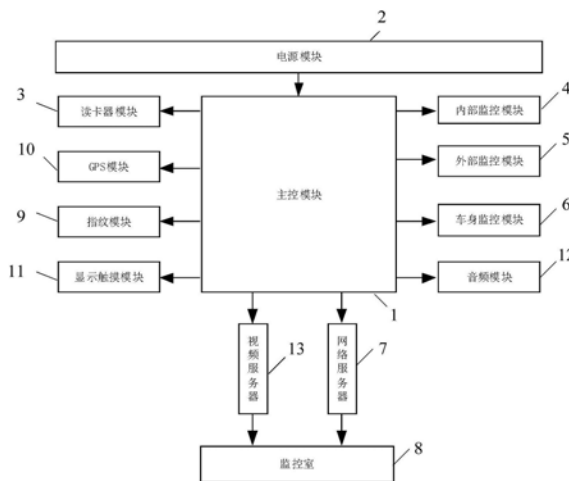 2
电源模块
3
读卡器模块
内部监控模块
4
10
GPS模块
外部监控模块
5
主控模块
9
指纹模块
车身监控模块
6
11
显示触摸模块
音频模块
12
1
视频服务器
13
网络服务器
7
监控室
8